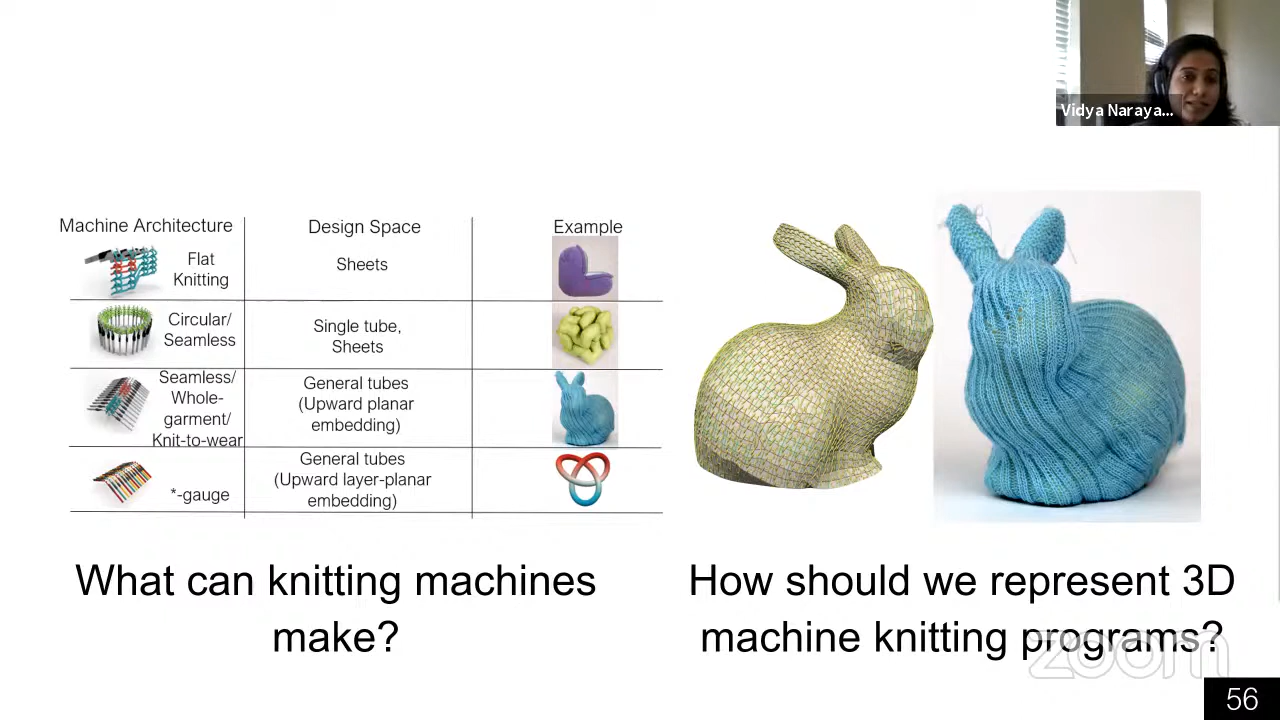 Vidya Naraya...
Machine Architecture
Design Space
Example
Flat
Knitting
Sheets
Circular/
Seamless
Single tube,
Sheets
Seamless/
Whole-
garment/
Knit-to-wear
General tubes
(Upward planar
embedding)
*-gauge
General tubes
(Upward layer-planar
embedding)
What can knitting machines
make?
How should we represent 3D
machine knitting programs?
zoom
56